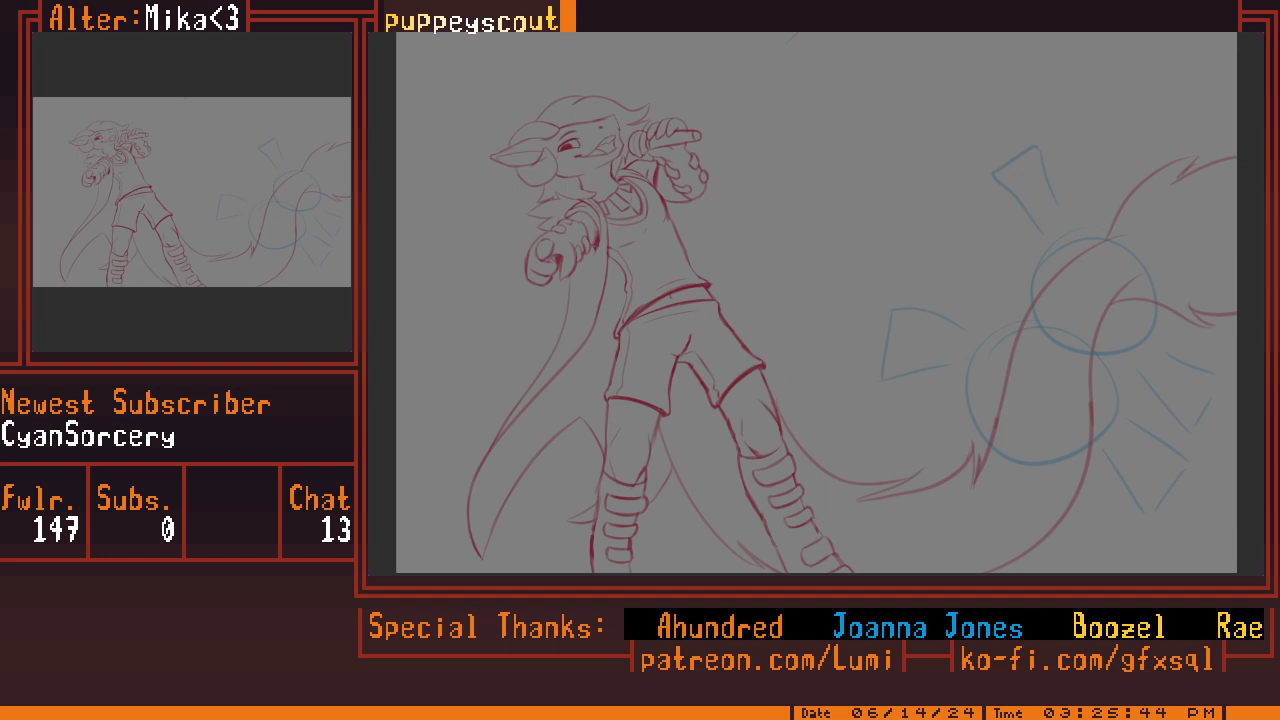 Alter:Mika<3
puppeyscout
Newest Subscriber
CyanSorcery
Fwlr.
147
Subs.
0
Chat
13
Special Thanks: Ahundred Joanna Jones Boozel Rae
patreon.com/Lumi
ko-fi.com/gfxsql
Date 06/14/24 Time 03:25:44 PM